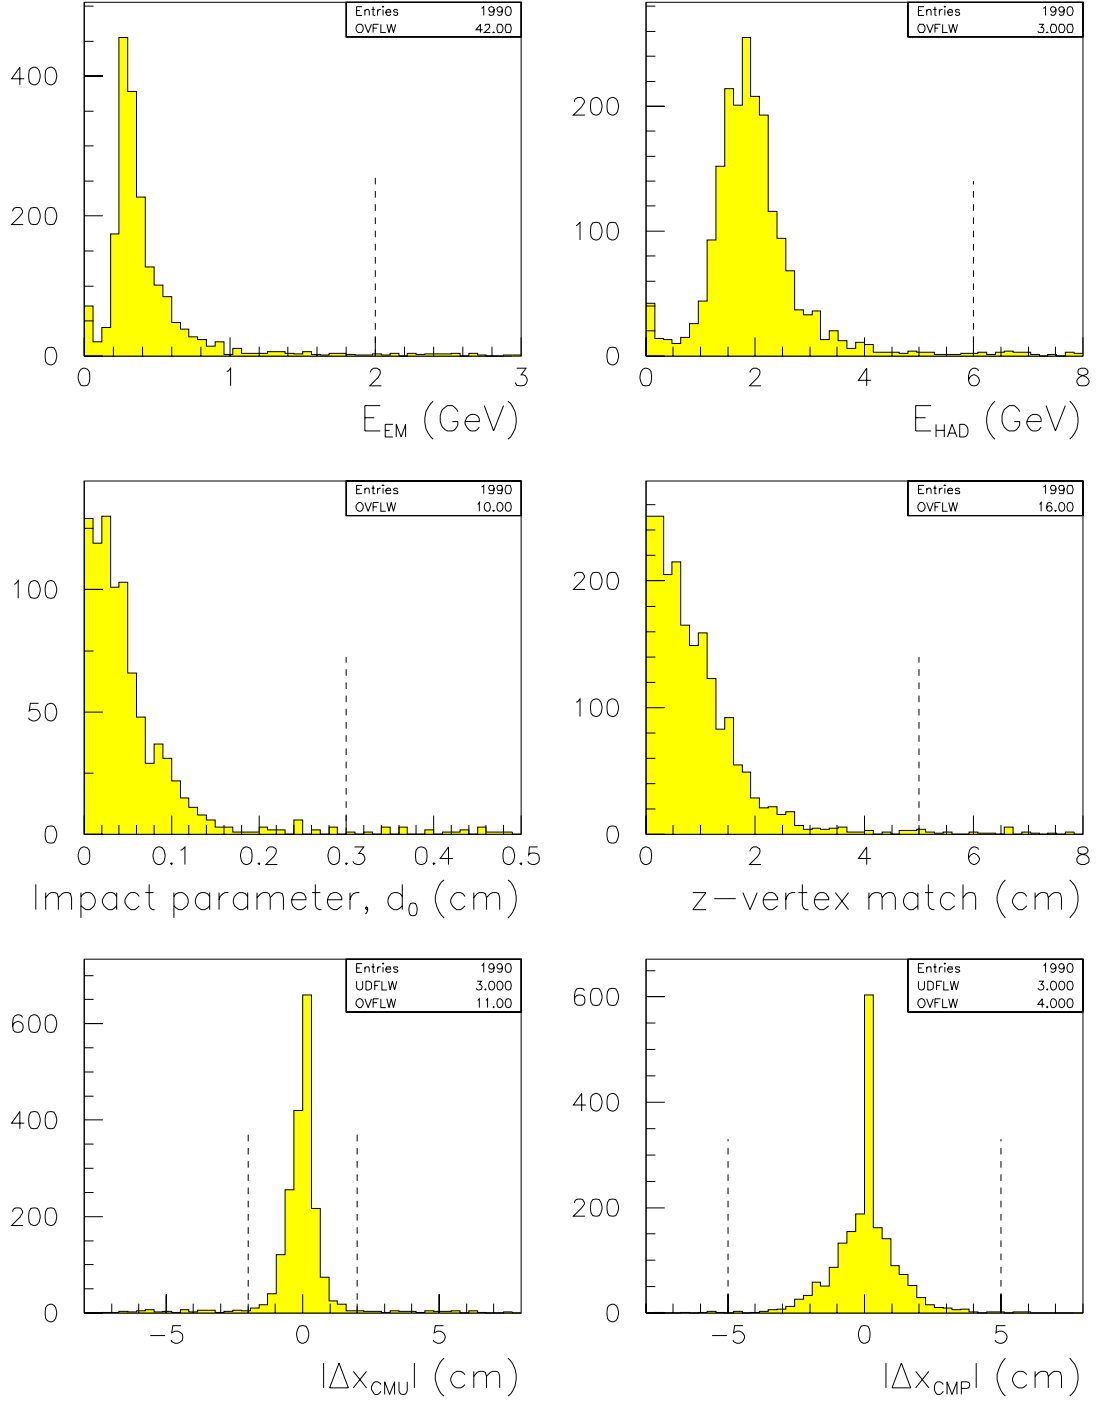 Entries 1990
OVFLW 42.00
400
200
0
0 1 2 3
E_EM (GeV)
Entries 1990
OVFLW 3.000
200
100
0
0 2 4 6 8
E_HAD (GeV)
Entries 1990
OVFLW 10.00
100
50
0
0 0.1 0.2 0.3 0.4 0.5
Impact parameter, d_0 (cm)
Entries 1990
OVFLW 16.00
200
100
0
0 2 4 6 8
z-vertex match (cm)
Entries 1990
UDFLW 3.000
OVFLW 11.00
600
400
200
0
-5 0 5
|Δx_CMU| (cm)
Entries 1990
UDFLW 3.000
OVFLW 4.000
600
400
200
0
-5 0 5
|Δx_CMP| (cm)